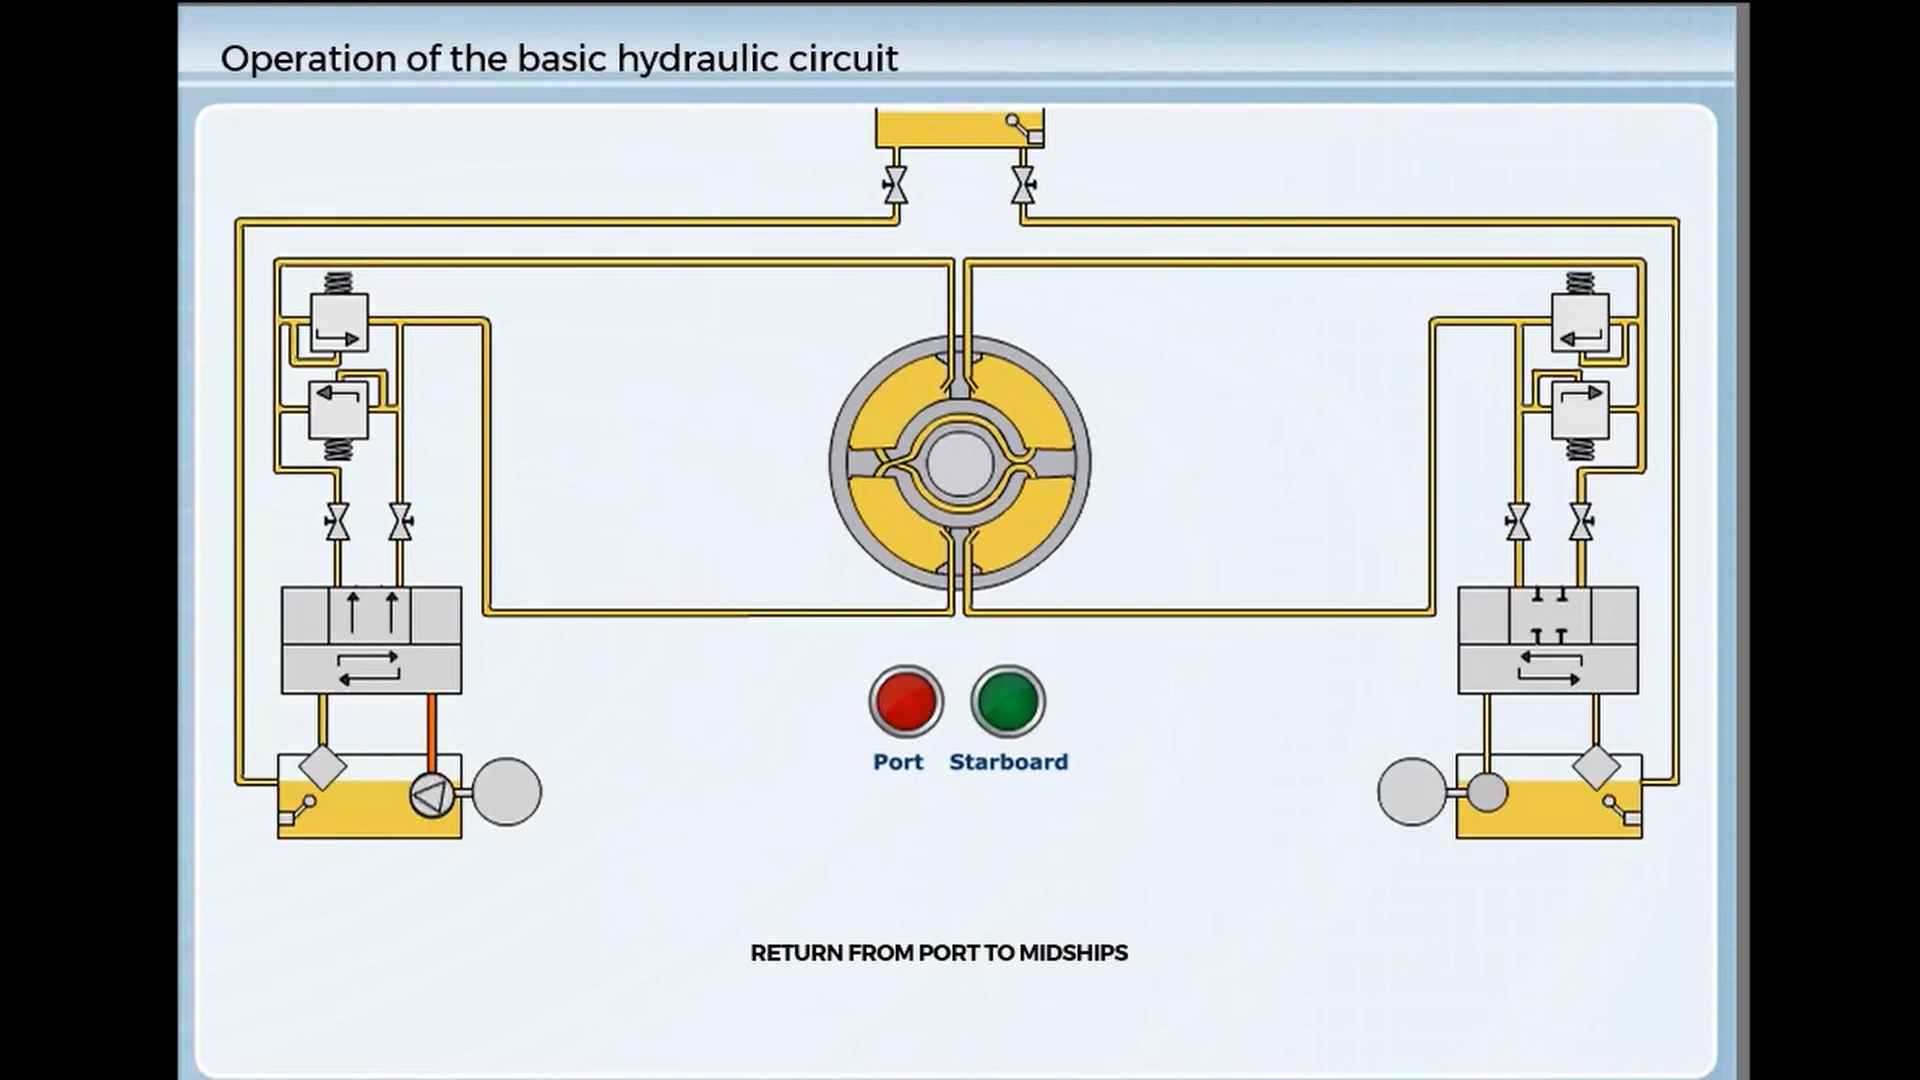 Operation of the basic hydraulic circuit
Port Starboard
RETURN FROM PORT TO MIDSHIPS